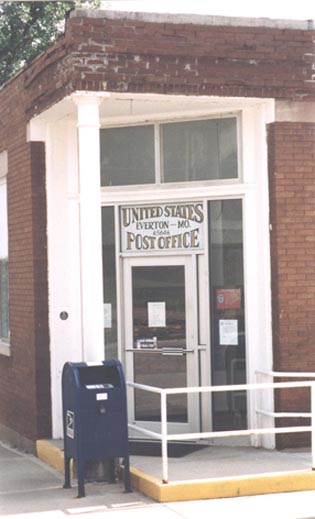 UNITED STATES
EVERTON — MO.
65646
POST OFFICE